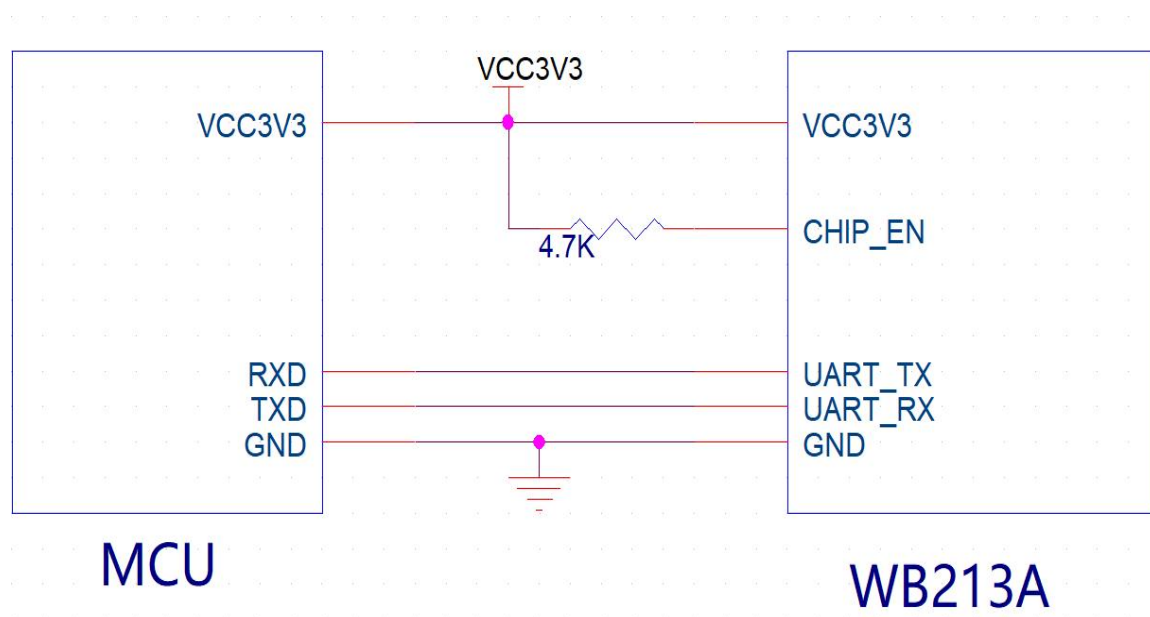 VCC3V3
VCC3V3 VCC3V3
4.7K CHIP_EN
RXD UART_TX
TXD UART_RX
GND GND
MCU
WB213A